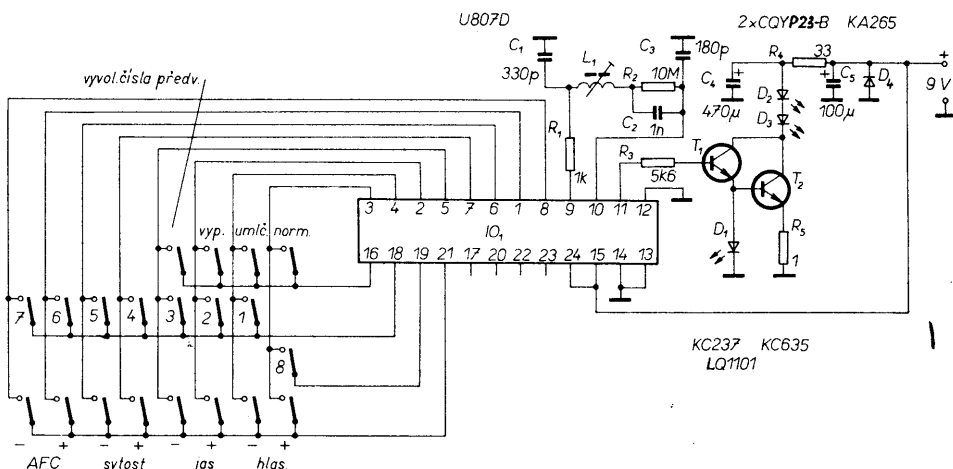 U807D
2xCQYP23-B KA265
C1
330p
L1
C3
180p
R2
10M
C2
1n
R1
1k
R3
5k6
C4
+
470µ
R4
33
+
C5
100µ
D4
+
9 V
D2
D3
T1
T2
D1
R5
1
vyvol. čísla předv.
3 4 2 5 7 6 1 8 9 10 11 12
IO1
16 18 19 21 17 20 22 23 24 15 14 13
vyp. umlč. norm.
7 6 5 4 3 2 1
8
KC237 KC635
LQ1101
− + − + − + − +
AFC sytost jas hlas.